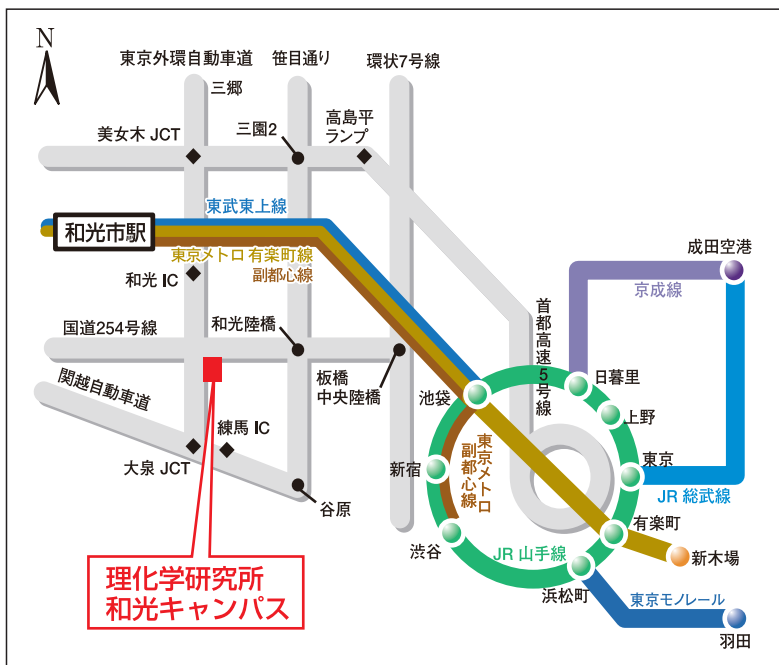 N
東京外環自動車道
笹目通り
環状7号線
三郷
高島平
ランプ
美女木 JCT
三園2
東武東上線
和光市駅
成田空港
東京メトロ 有楽町線
副都心線
京成線
和光 IC
首都高速5号線
国道254号線
和光陸橋
関越自動車道
板橋
中央陸橋
池袋
日暮里
上野
練馬 IC
大泉 JCT
新宿
東京メトロ
副都心線
東京
JR 総武線
谷原
有楽町
渋谷
JR 山手線
新木場
理化学研究所
和光キャンパス
浜松町
東京モノレール
羽田